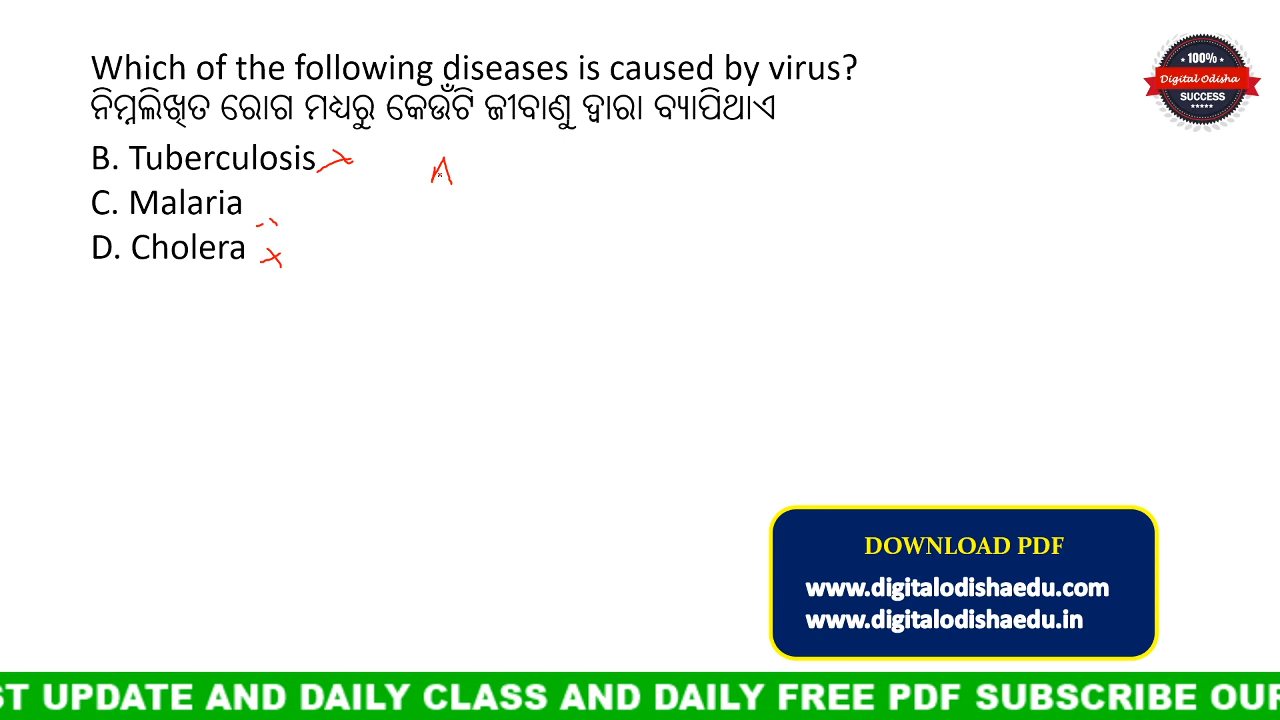 Which of the following diseases is caused by virus?
ନିମ୍ନଲିଖିତ ରୋଗ ମଧ୍ୟରୁ କେଉଁଟି ଜୀବାଣୁ ଦ୍ୱାରା ବ୍ୟାପିଥାଏ
B. Tuberculosis
A
C. Malaria
D. Cholera
100%
Digital Odisha
SUCCESS
DOWNLOAD PDF
www.digitalodishaedu.com
www.digitalodishaedu.in
ST UPDATE AND DAILY CLASS AND DAILY FREE PDF SUBSCRIBE OUR